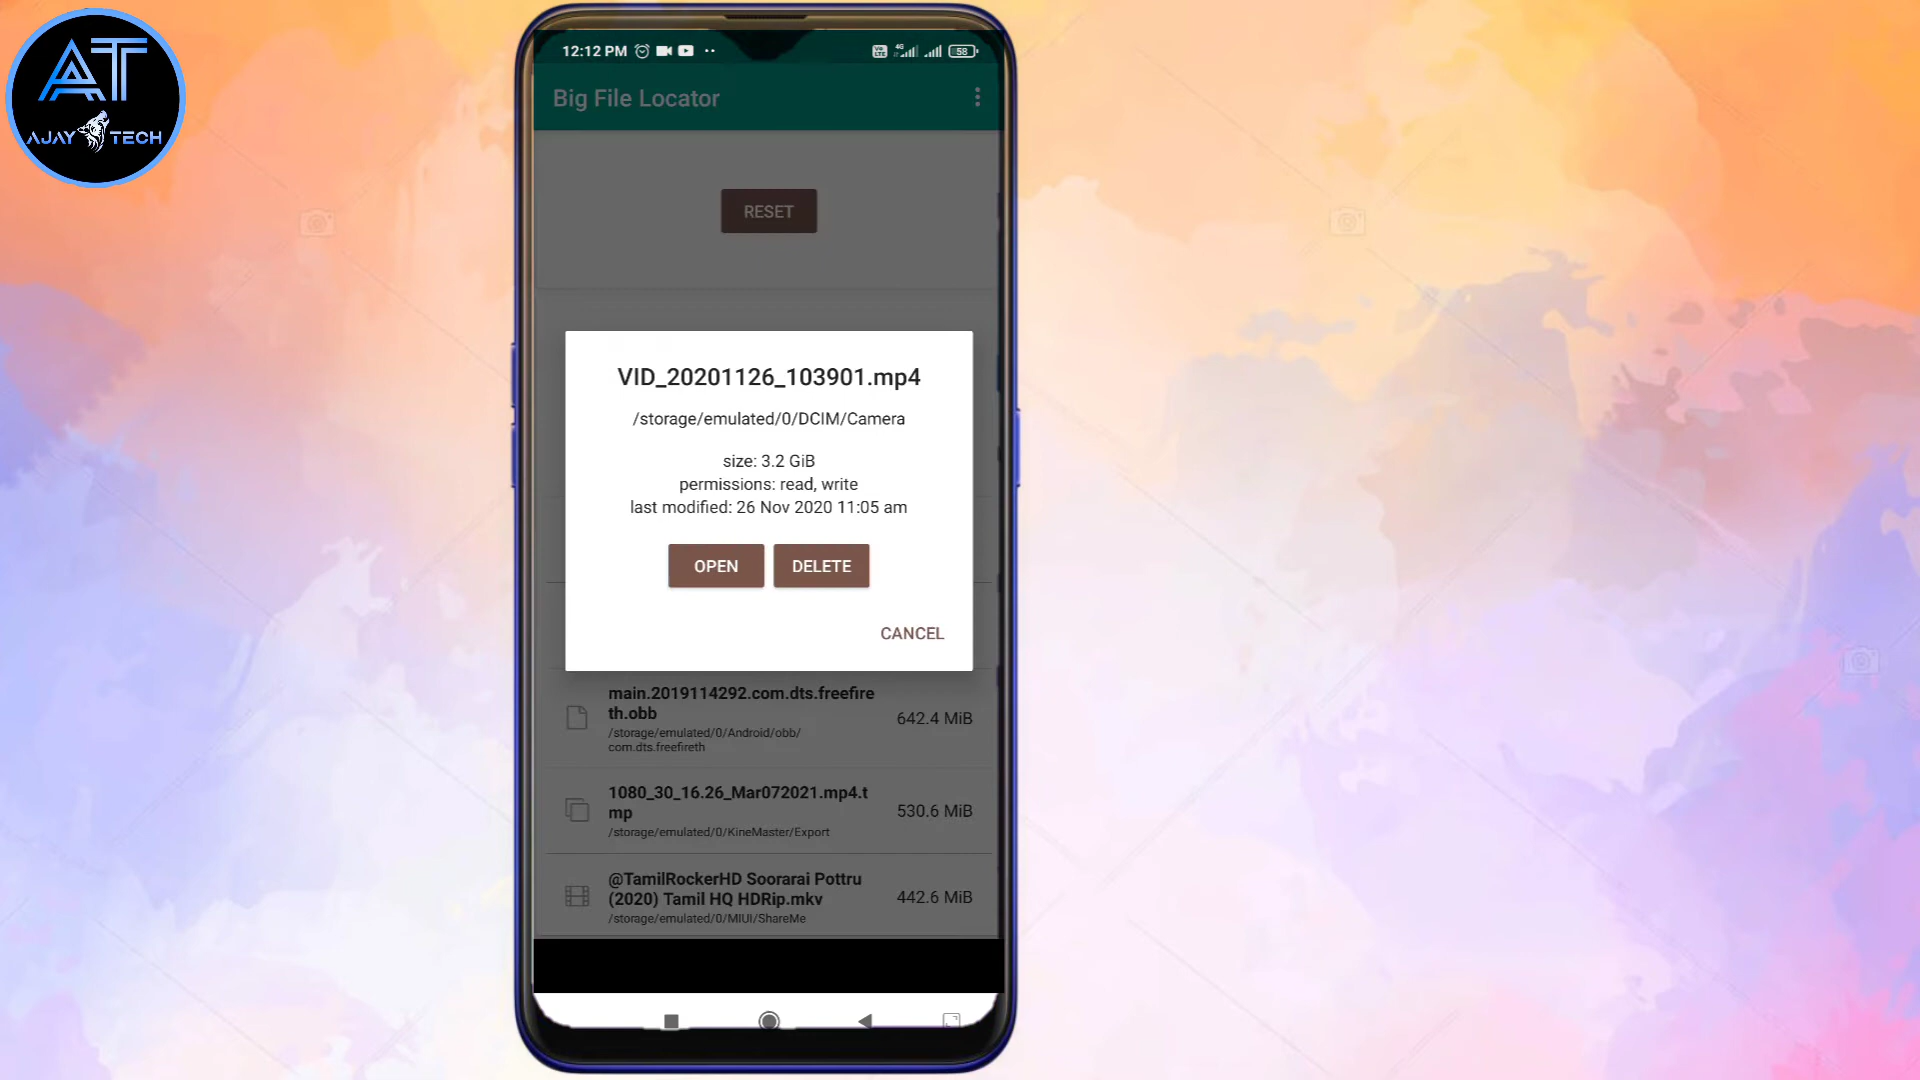 AT
AJAY TECH
12:12 PM
Vo
LTE
4G
58
Big File Locator
RESET
VID_20201126_103901.mp4
/storage/emulated/0/DCIM/Camera
size: 3.2 GiB
permissions: read, write
last modified: 26 Nov 2020 11:05 am
OPEN
DELETE
CANCEL
main.2019114292.com.dts.freefire
th.obb
642.4 MiB
/storage/emulated/0/Android/obb/
com.dts.freefireth
1080_30_16.26_Mar072021.mp4.t
mp
530.6 MiB
/storage/emulated/0/KineMaster/Export
@TamilRockerHD Soorarai Pottru
(2020) Tamil HQ HDRip.mkv
442.6 MiB
/storage/emulated/0/MIUI/ShareMe